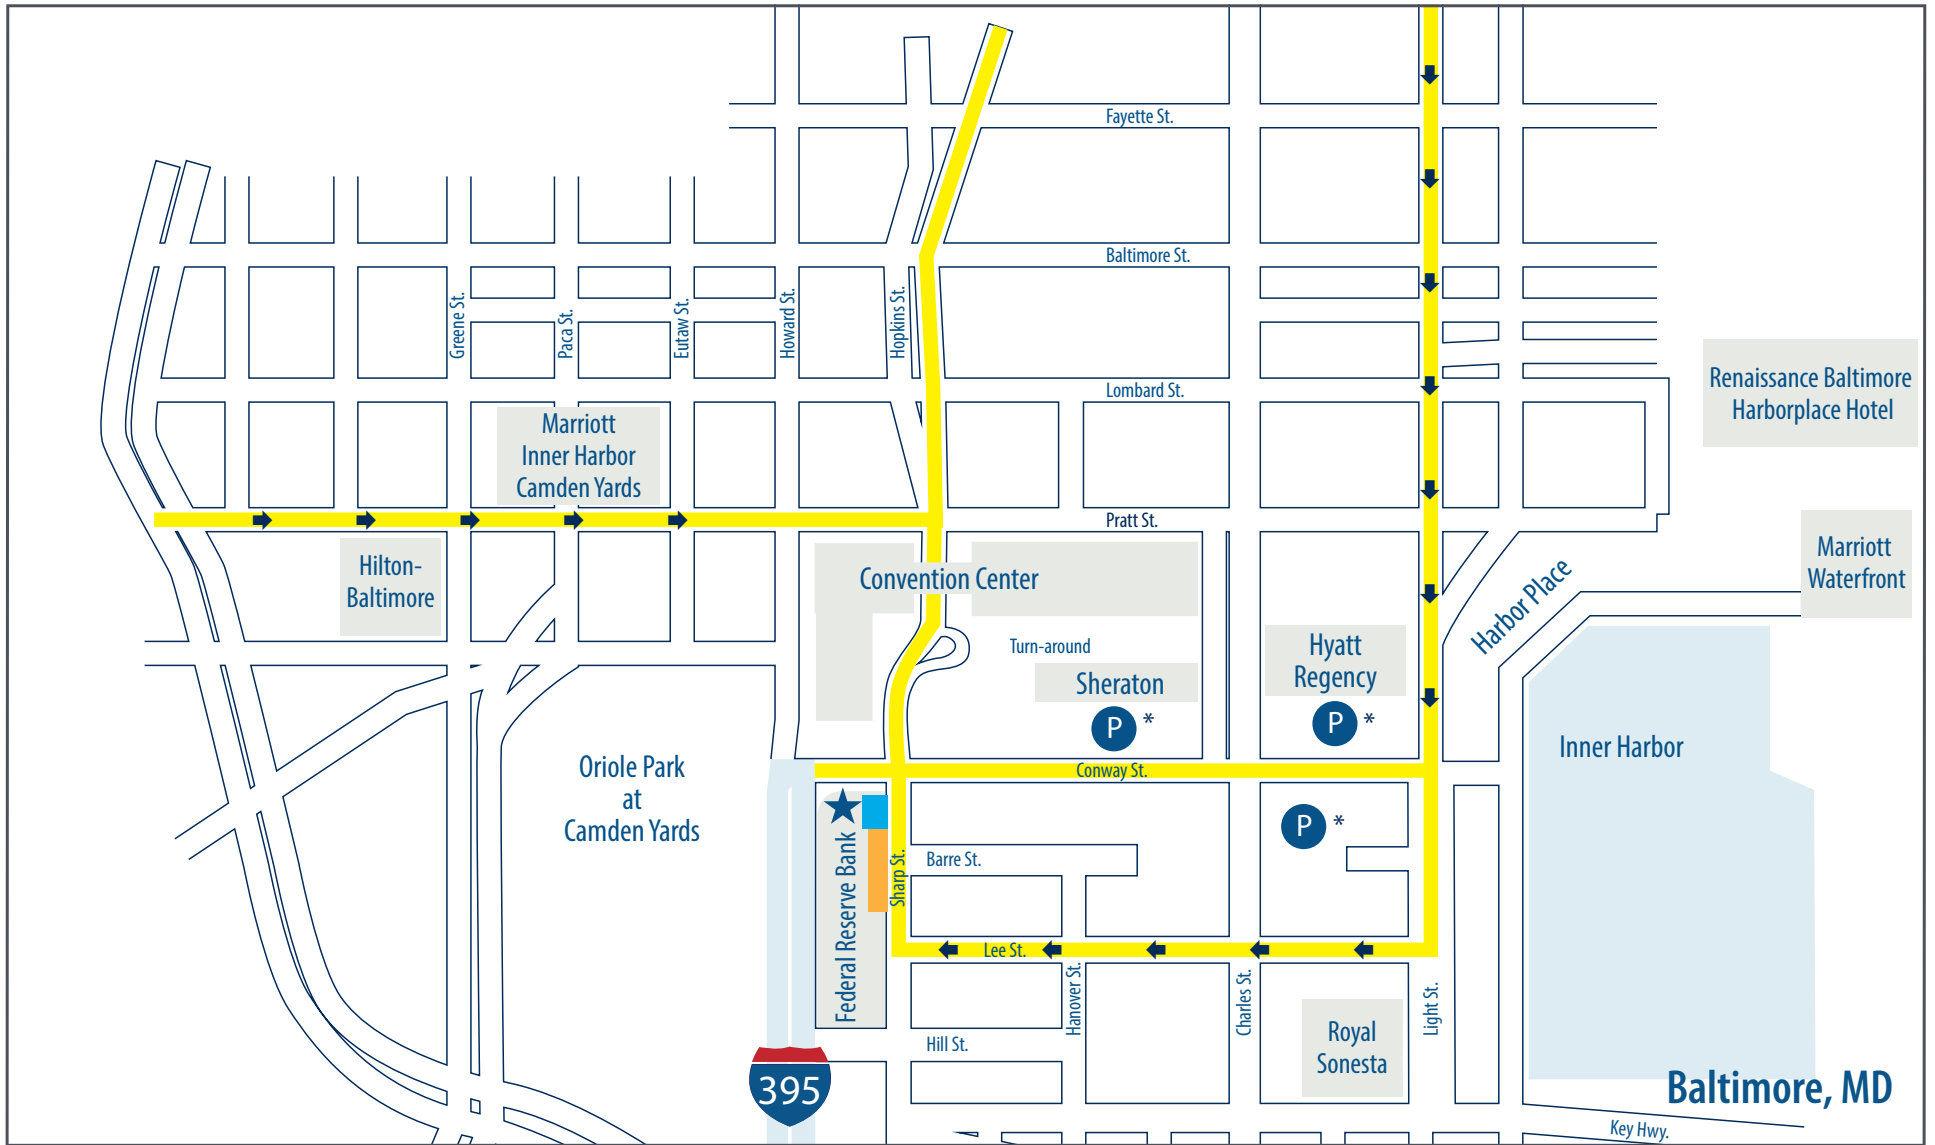 Fayette St.
Baltimore St.
Greene St.
Paca St.
Eutaw St.
Howard St.
Hopkins St.
Lombard St.
Renaissance Baltimore
Harborplace Hotel
Marriott
Inner Harbor
Camden Yards
Pratt St.
Hilton-
Baltimore
Convention Center
Marriott
Waterfront
Harbor Place
Turn-around
Sheraton
P *
Hyatt
Regency
P *
Inner Harbor
Oriole Park
at
Camden Yards
Conway St.
P *
Federal Reserve Bank
Sharp St.
Barre St.
Lee St.
Hanover St.
Charles St.
Light St.
Hill St.
Royal
Sonesta
395
Baltimore, MD
Key Hwy.